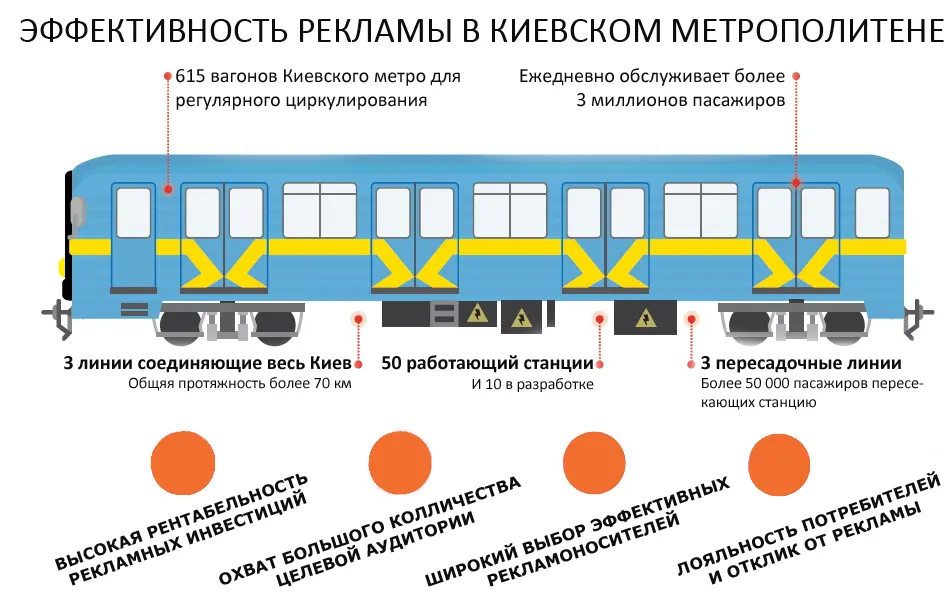 ЭФФЕКТИВНОСТЬ РЕКЛАМЫ В КИЕВСКОМ МЕТРОПОЛИТЕНЕ
615 вагонов Киевского метро для
регулярного циркулирования
Ежедневно обслуживает более
3 миллионов пасажиров
3 линии соединяющие весь Киев
Общяя протяжность более 70 км
50 работающий станции
И 10 в разработке
3 пересадочные линии
Более 50 000 пасажиров пересе-
кающих станцию
ВЫСОКАЯ РЕНТАБЕЛЬНОСТЬ
РЕКЛАМНЫХ ИНВЕСТИЦИЙ
ОХВАТ БОЛЬШОГО КОЛЛИЧЕСТВА
ЦЕЛЕВОЙ АУДИТОРИИ
ШИРОКИЙ ВЫБОР ЭФФЕКТИВНЫХ
РЕКЛАМОНОСИТЕЛЕЙ
ЛОЯЛЬНОСТЬ ПОТРЕБИТЕЛЕЙ
И ОТКЛИК ОТ РЕКЛАМЫ